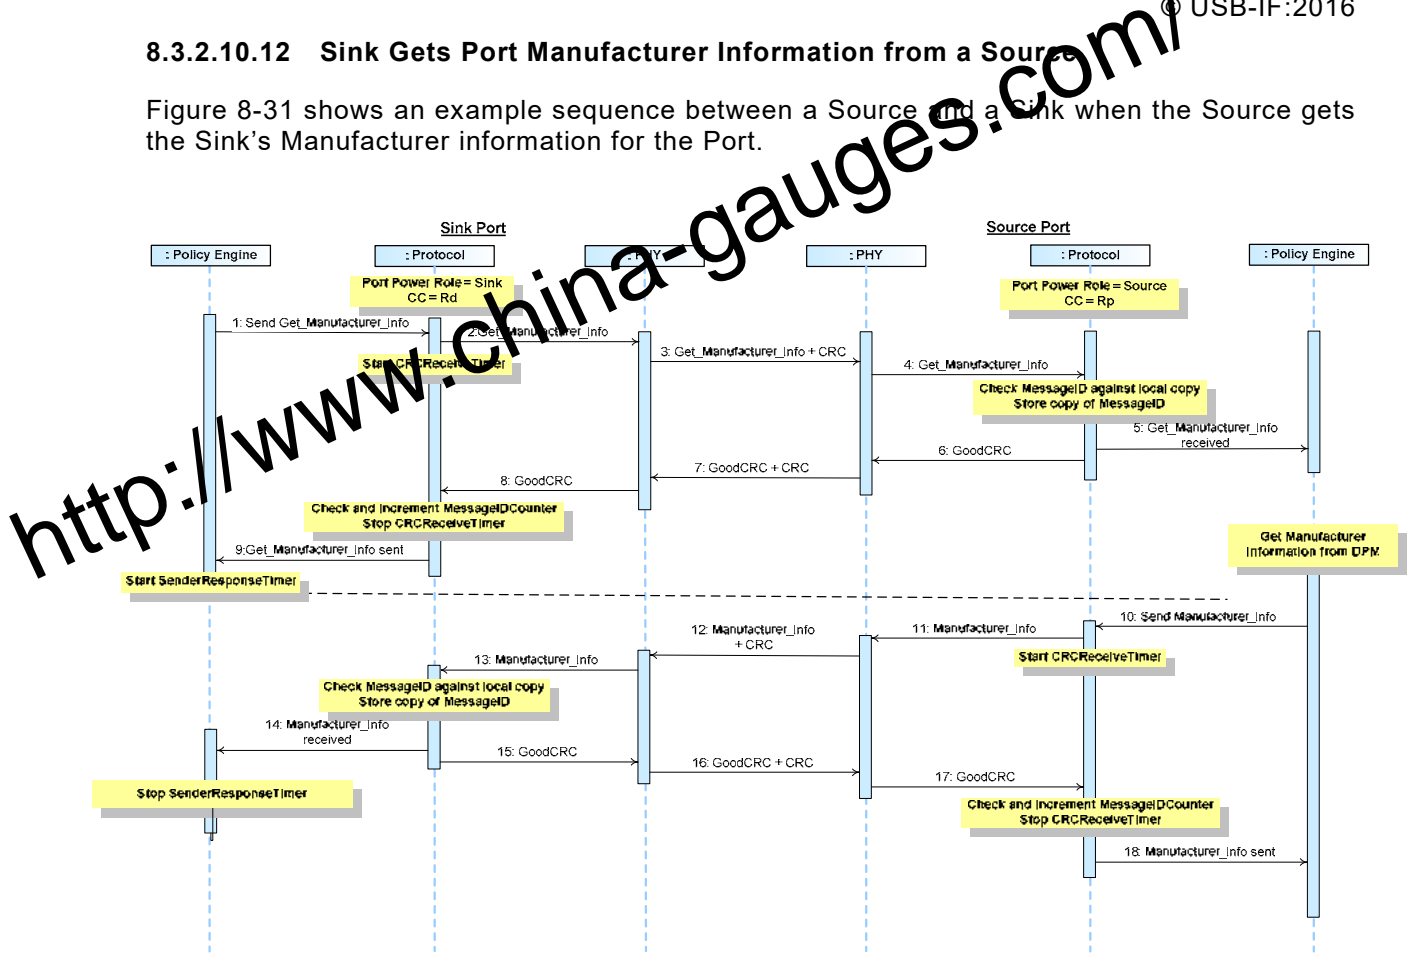 © USB-IF:2016
8.3.2.10.12 Sink Gets Port Manufacturer Information from a Source
Figure 8-31 shows an example sequence between a Source and a Sink when the Source gets
the Sink's Manufacturer information for the Port.
http://www.china-gauges.com/
Sink Port
Source Port
: Policy Engine
: Protocol
: PHY
: PHY
: Protocol
: Policy Engine
Port Power Role = Sink
CC = Rd
Port Power Role = Source
CC = Rp
1: Send Get_Manufacturer_Info
2:Get_Manufacturer_Info
Start CRCReceiveTimer
3: Get_Manufacturer_Info + CRC
4: Get_Manufacturer_Info
Check MessageID against local copy
Store copy of MessageID
5: Get_Manufacturer_Info
received
6: GoodCRC
7: GoodCRC + CRC
8: GoodCRC
Check and Increment MessageIDCounter
Stop CRCReceiveTimer
9:Get_Manufacturer_Info sent
Start SenderResponseTimer
Get Manufacturer
Information from DPM
10: Send Manufacturer_Info
11: Manufacturer_Info
Start CRCReceiveTimer
12: Manufacturer_Info
+ CRC
13: Manufacturer_Info
Check MessageID against local copy
Store copy of MessageID
14: Manufacturer_Info
received
15: GoodCRC
16: GoodCRC + CRC
17: GoodCRC
Stop SenderResponseTimer
Check and Increment MessageIDCounter
Stop CRCReceiveTimer
18: Manufacturer_Info sent